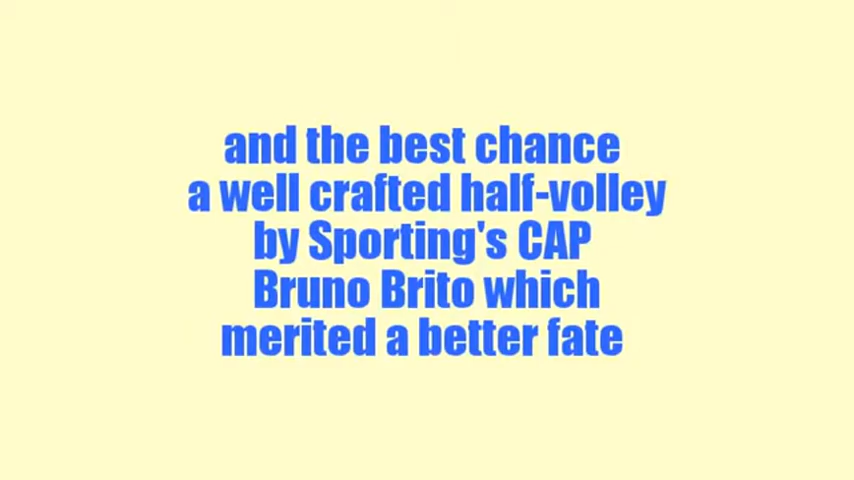 and the best chance
a well crafted half-volley
by Sporting's CAP
Bruno Brito which
merited a better fate